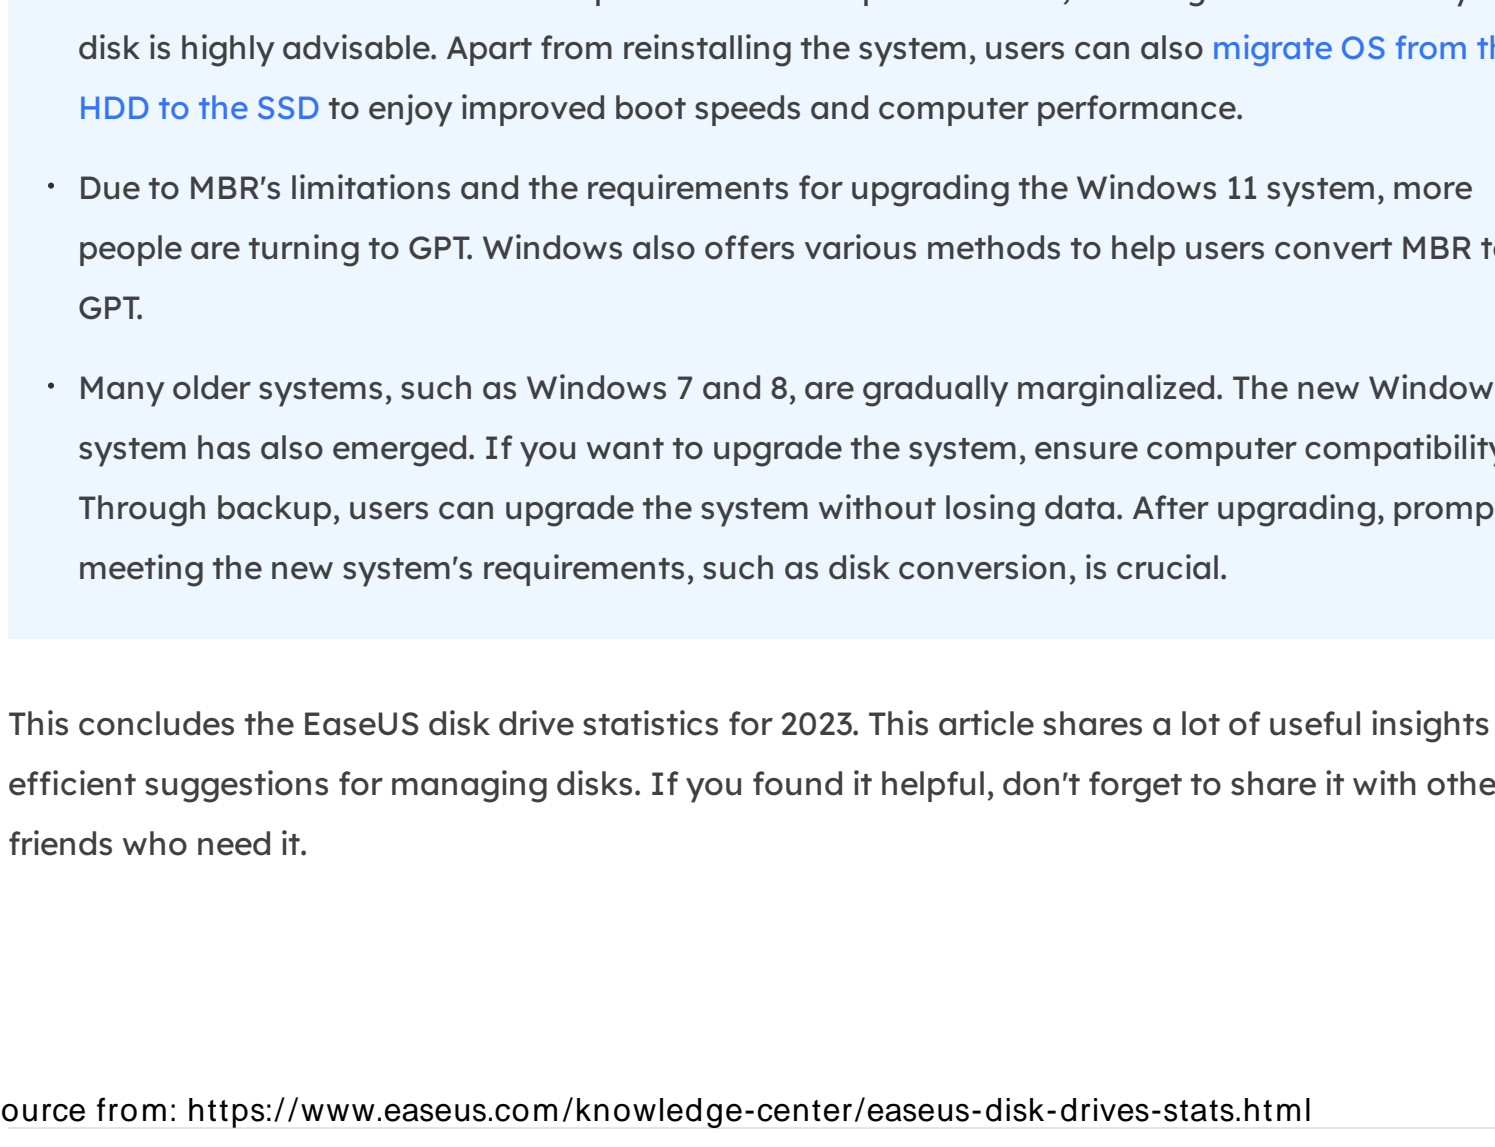 disk is highly advisable. Apart from reinstalling the system, users can also migrate OS from th
HDD to the SSD to enjoy improved boot speeds and computer performance.
· Due to MBR's limitations and the requirements for upgrading the Windows 11 system, more
people are turning to GPT. Windows also offers various methods to help users convert MBR to
GPT.
· Many older systems, such as Windows 7 and 8, are gradually marginalized. The new Window
system has also emerged. If you want to upgrade the system, ensure computer compatibility
Through backup, users can upgrade the system without losing data. After upgrading, promp
meeting the new system's requirements, such as disk conversion, is crucial.
This concludes the EaseUS disk drive statistics for 2023. This article shares a lot of useful insights
efficient suggestions for managing disks. If you found it helpful, don't forget to share it with othe
friends who need it.
ource from: https://www.easeus.com/knowledge-center/easeus-disk-drives-stats.html